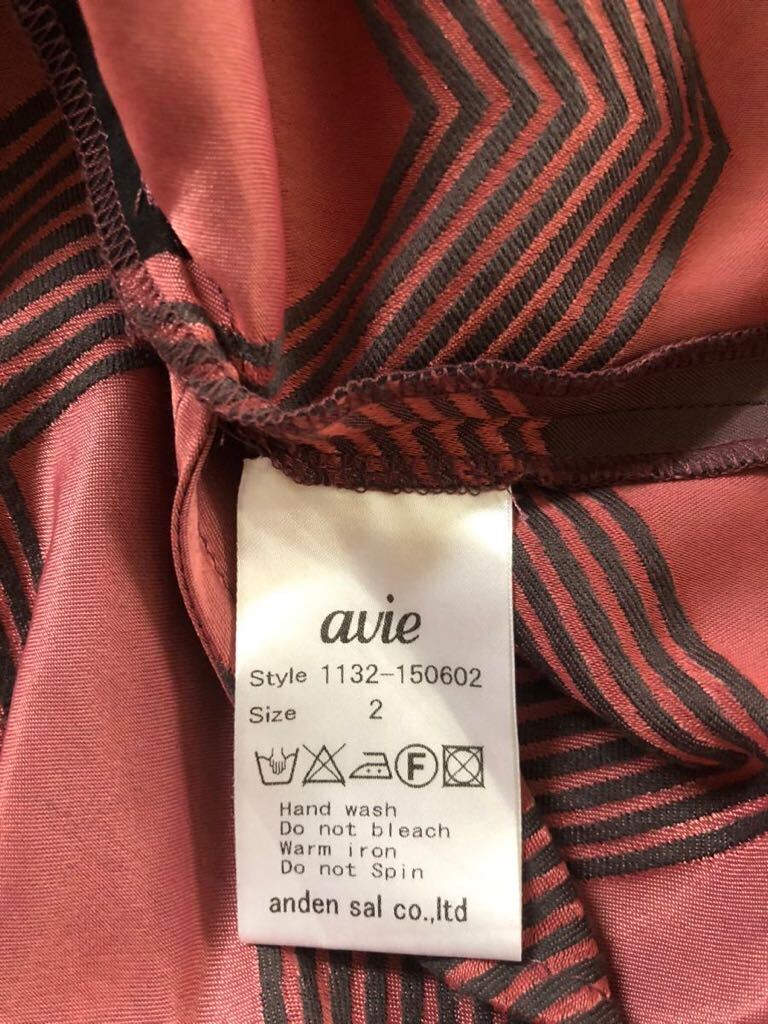 avie
Style 1132-150602
Size 2
F
Hand wash
Do not bleach
Warm iron
Do not Spin
anden sal co.,ltd